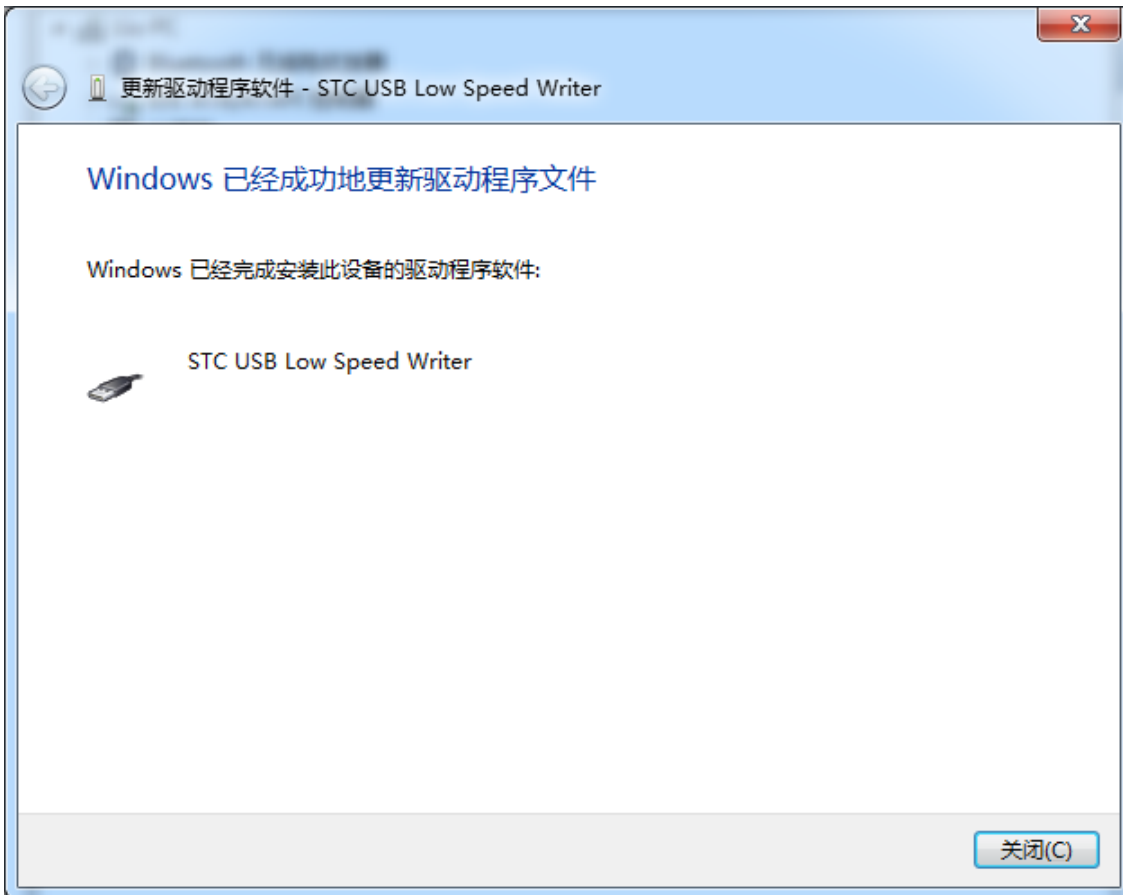 更新驱动程序软件 - STC USB Low Speed Writer
Windows 已经成功地更新驱动程序文件
Windows 已经完成安装此设备的驱动程序软件:
STC USB Low Speed Writer
关闭(C)